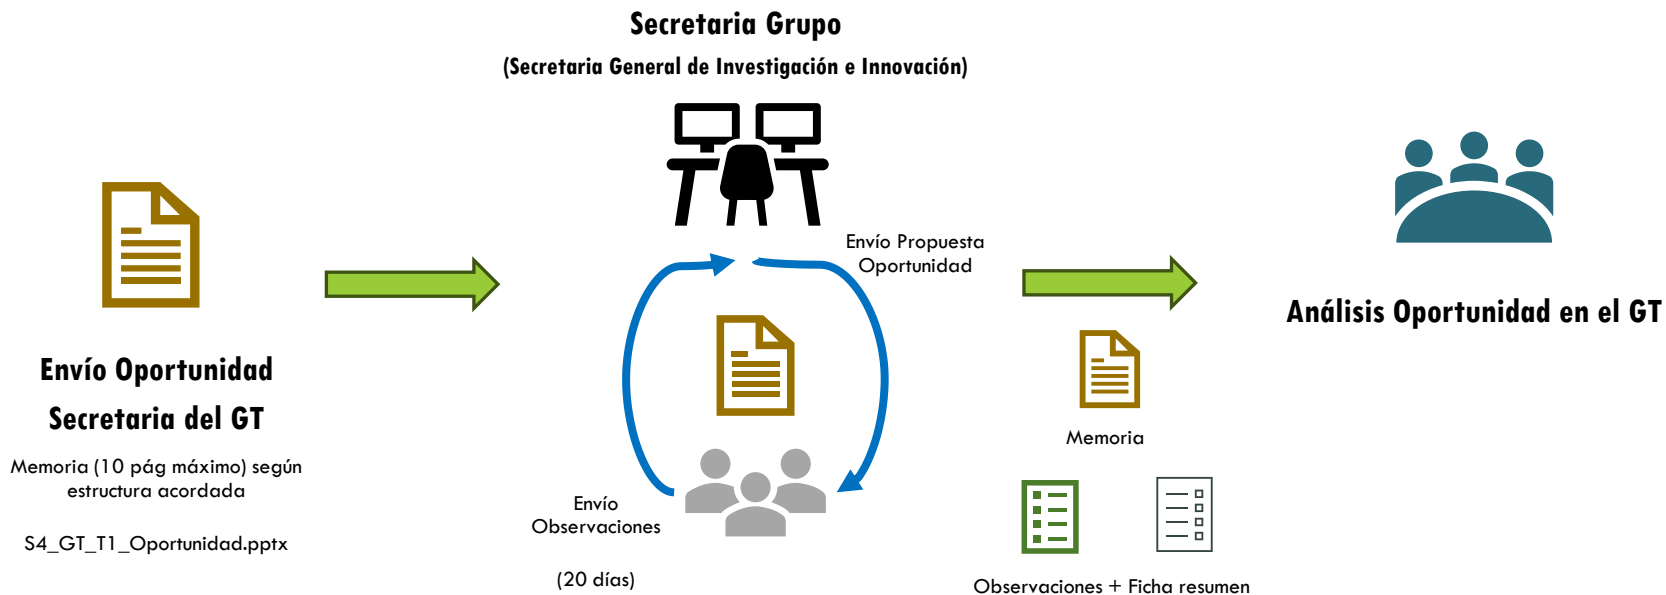 Secretaria Grupo
(Secretaria General de Investigación e Innovación)
Envío Oportunidad
Secretaria del GT
Memoria (10 pág máximo) según
estructura acordada
S4_GT_T1_Oportunidad.pptx
Envío Propuesta
Oportunidad
Envío
Observaciones
(20 días)
Memoria
Observaciones + Ficha resumen
Análisis Oportunidad en el GT